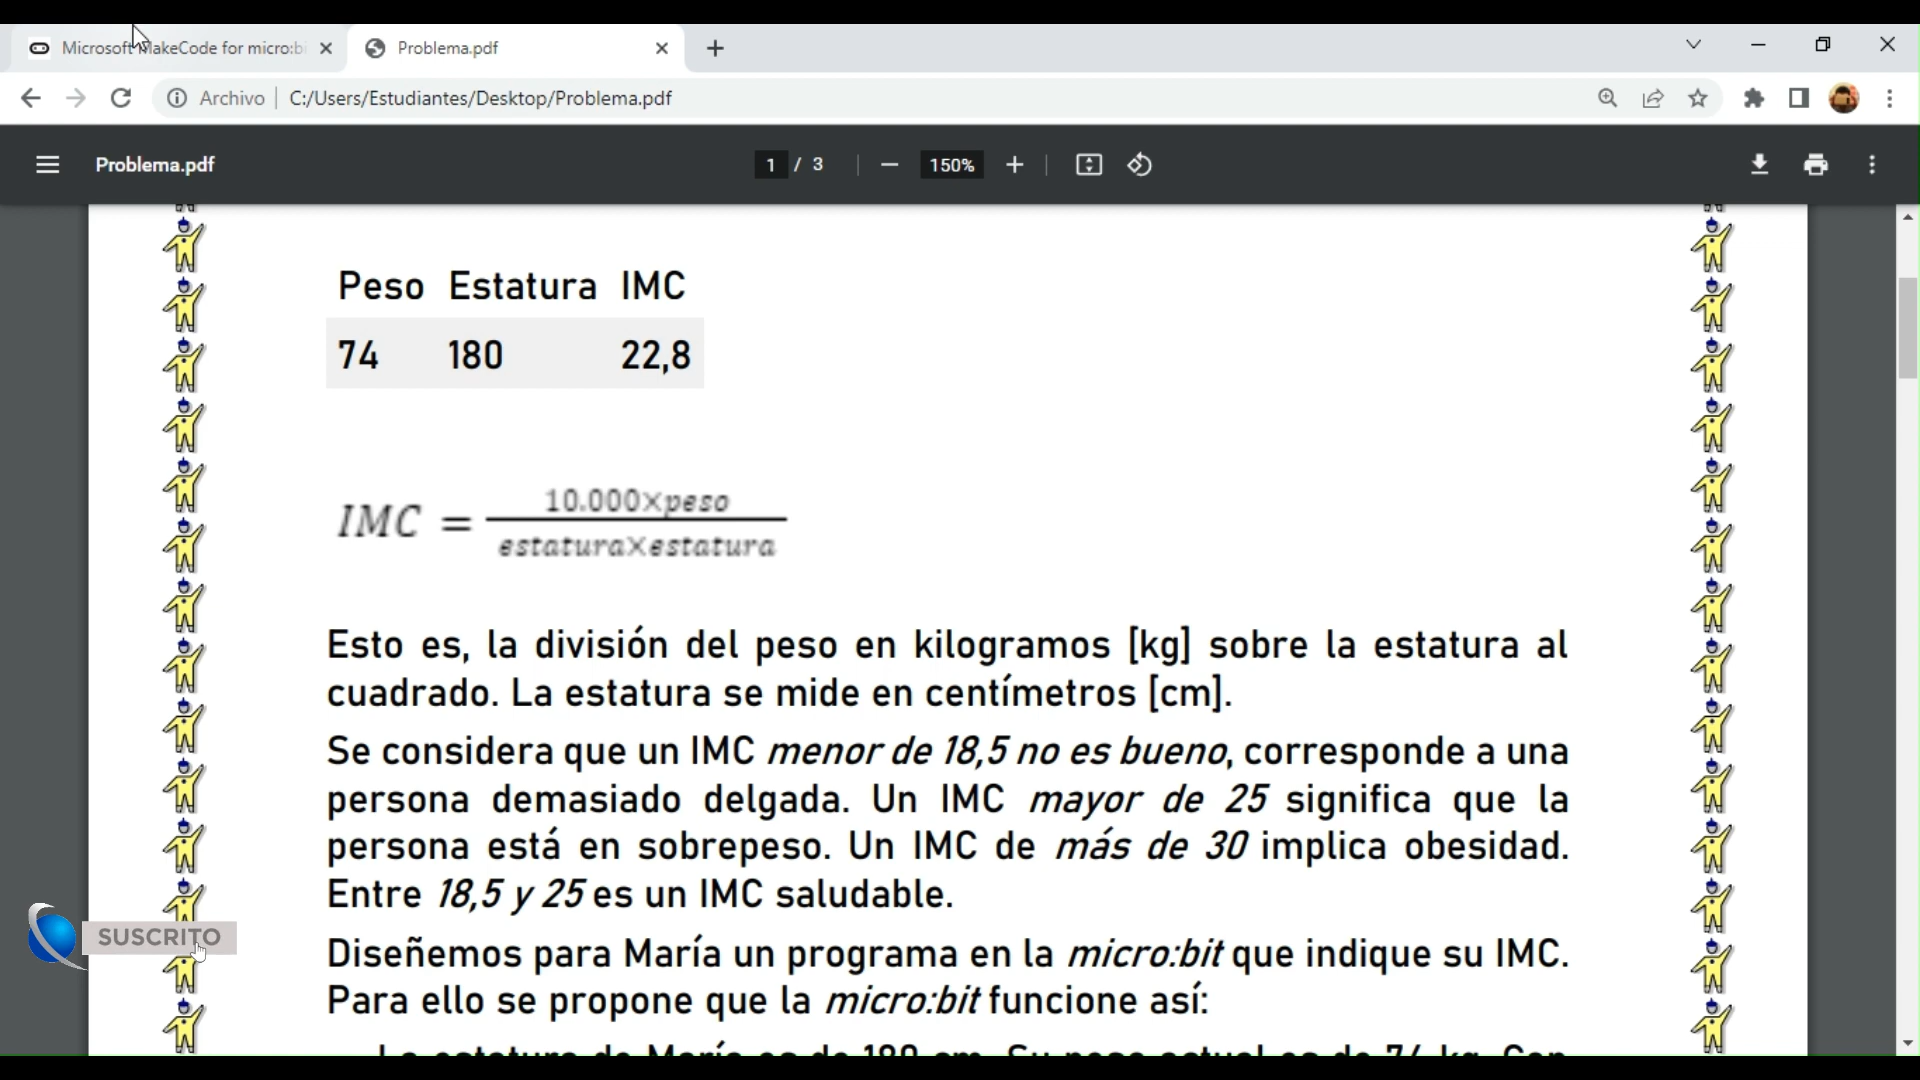 Microsoft MakeCode for micro:bi
Problema.pdf
Archivo C:/Users/Estudiantes/Desktop/Problema.pdf
Problema.pdf
1 / 3
150%
Peso Estatura IMC
74 180 22,8
IMC = 10.000×peso
estatura×estatura
Esto es, la división del peso en kilogramos [kg] sobre la estatura al
cuadrado. La estatura se mide en centímetros [cm].
Se considera que un IMC menor de 18,5 no es bueno, corresponde a una
persona demasiado delgada. Un IMC mayor de 25 significa que la
persona está en sobrepeso. Un IMC de más de 30 implica obesidad.
Entre 18,5 y 25 es un IMC saludable.
SUSCRITO
Diseñemos para María un programa en la micro:bit que indique su IMC.
Para ello se propone que la micro:bit funcione así: